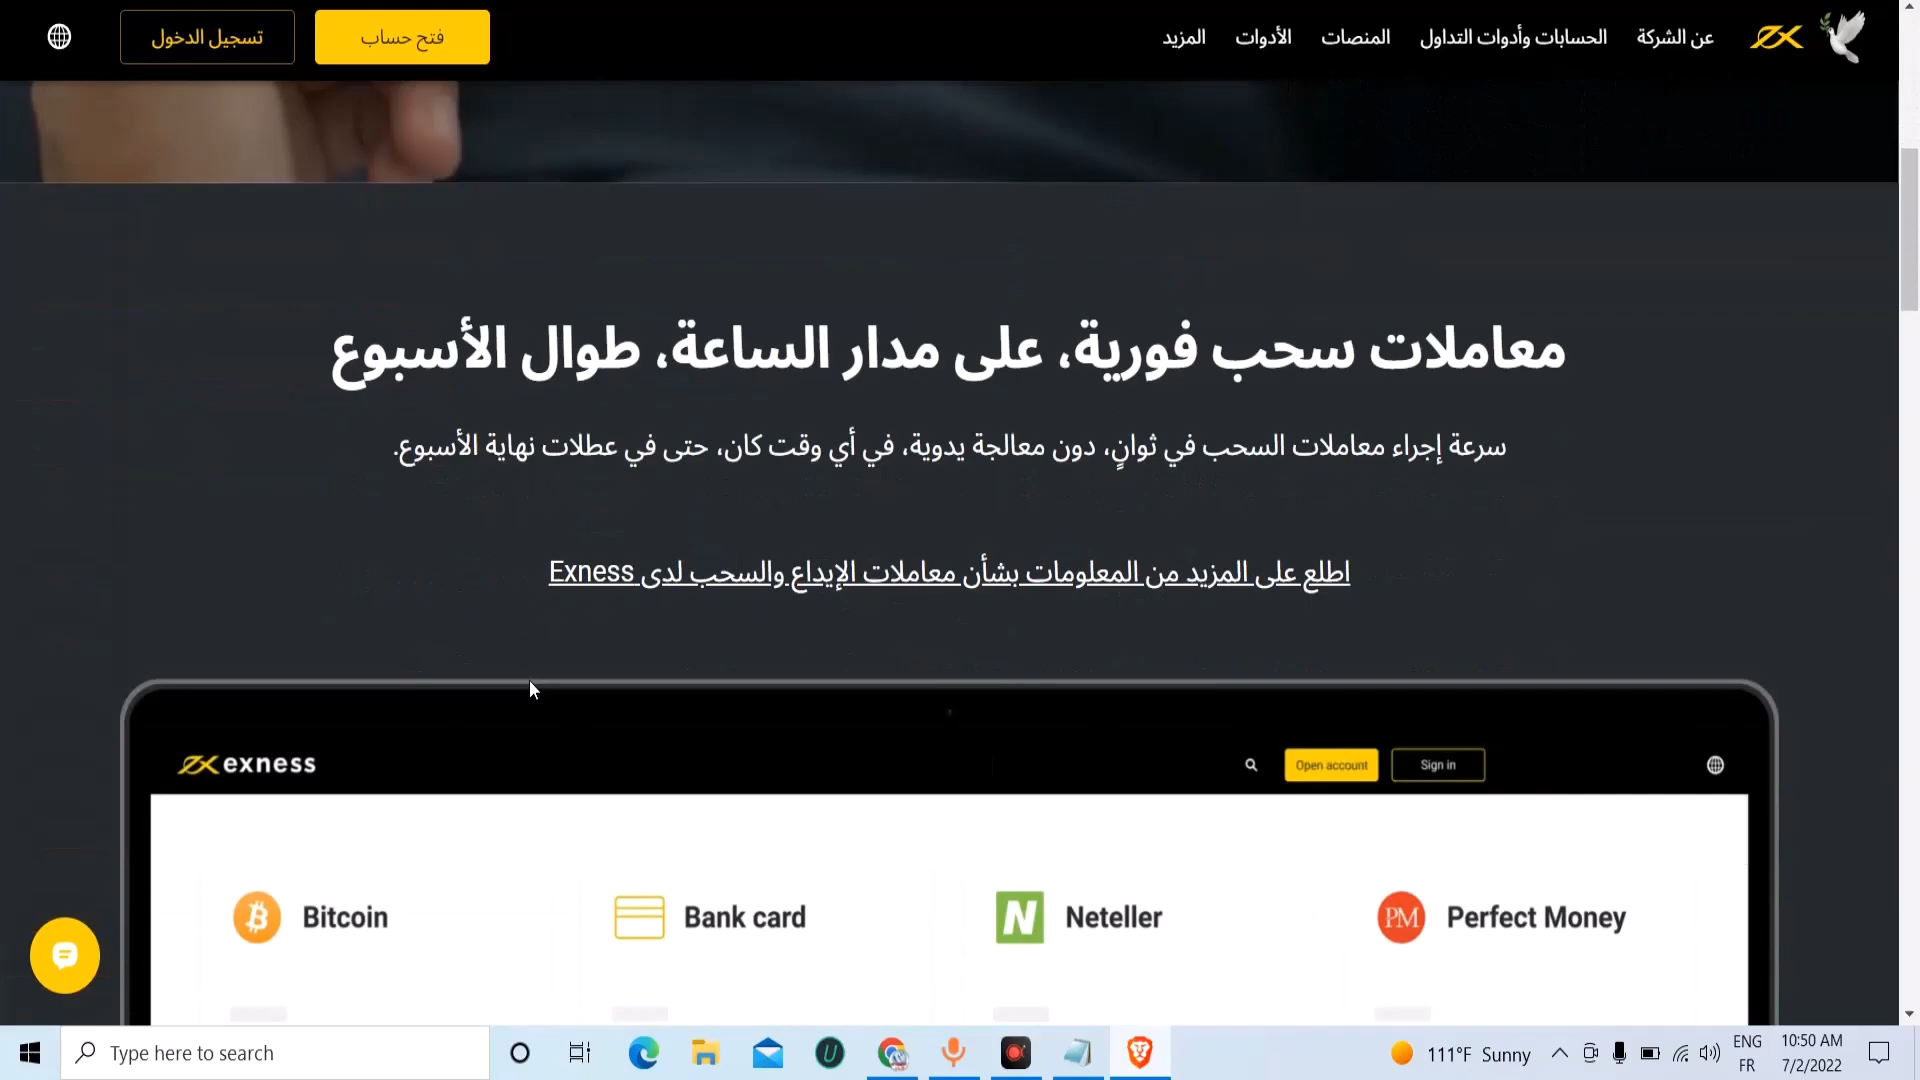 عن الشركة
الحسابات وأدوات التداول
المنصات
الأدوات
المزيد
فتح حساب
تسجيل الدخول
معاملات سحب فورية، على مدار الساعة، طوال الأسبوع
سرعة إجراء معاملات السحب في ثوانٍ، دون معالجة يدوية، في أي وقت كان، حتى في عطلات نهاية الأسبوع.
اطلع على المزيد من المعلومات بشأن معاملات الإيداع والسحب لدى Exness
exness
Open account
Sign in
Bitcoin
Bank card
Neteller
Perfect Money
Type here to search
111°F Sunny
ENG
FR
10:50 AM
7/2/2022